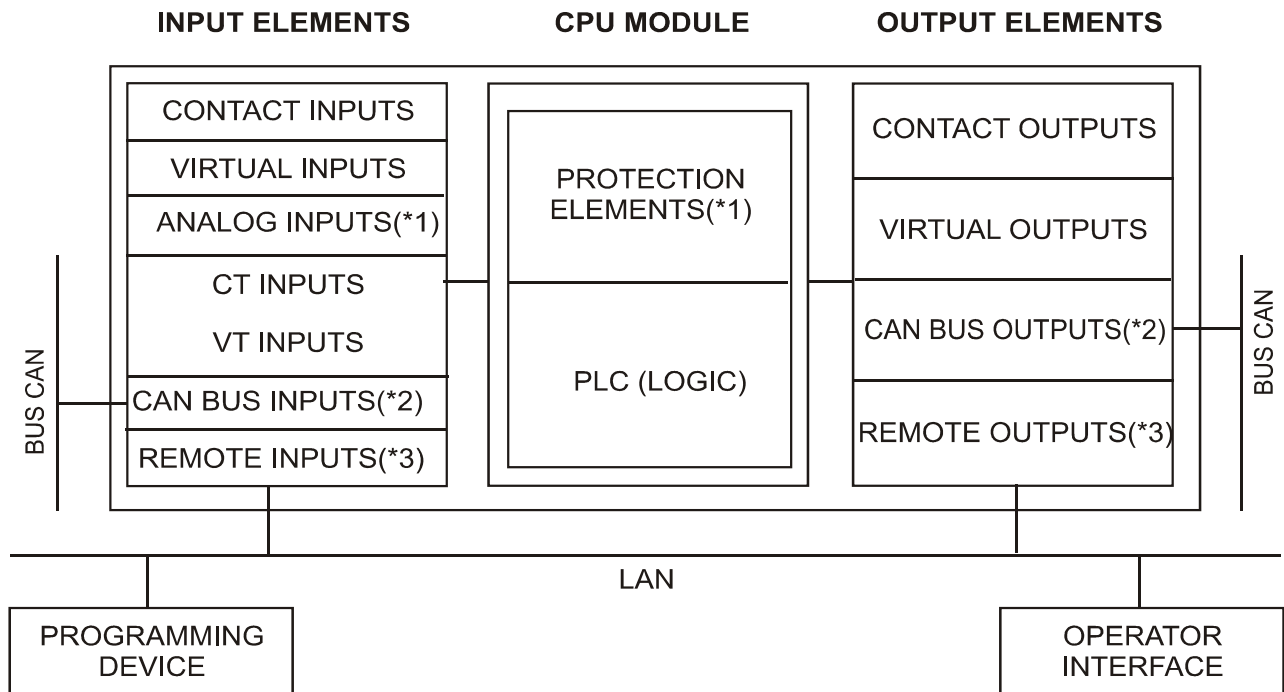 INPUT ELEMENTS
CPU MODULE
OUTPUT ELEMENTS
CONTACT INPUTS
VIRTUAL INPUTS
ANALOG INPUTS(*1)
CT INPUTS
VT INPUTS
CAN BUS INPUTS(*2)
REMOTE INPUTS(*3)
BUS CAN
PROTECTION
ELEMENTS(*1)
PLC (LOGIC)
CONTACT OUTPUTS
VIRTUAL OUTPUTS
CAN BUS OUTPUTS(*2)
REMOTE OUTPUTS(*3)
BUS CAN
LAN
PROGRAMMING
DEVICE
OPERATOR
INTERFACE